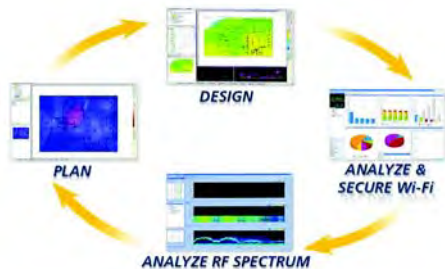 DESIGN
PLAN
ANALYZE &
SECURE Wi-Fi
ANALYZE RF SPECTRUM